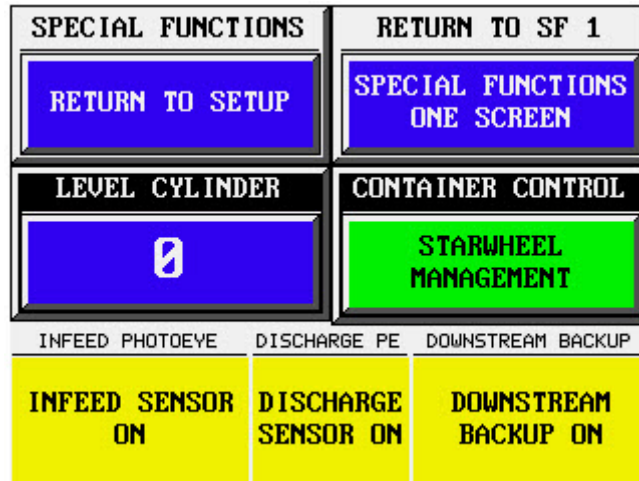 SPECIAL FUNCTIONS
RETURN TO SF 1
RETURN TO SETUP
SPECIAL FUNCTIONS
ONE SCREEN
LEVEL CYLINDER
CONTAINER CONTROL
0
STARWHEEL
MANAGEMENT
INFEED PHOTOEYE
DISCHARGE PE
DOWNSTREAM BACKUP
INFEED SENSOR
ON
DISCHARGE
SENSOR ON
DOWNSTREAM
BACKUP ON